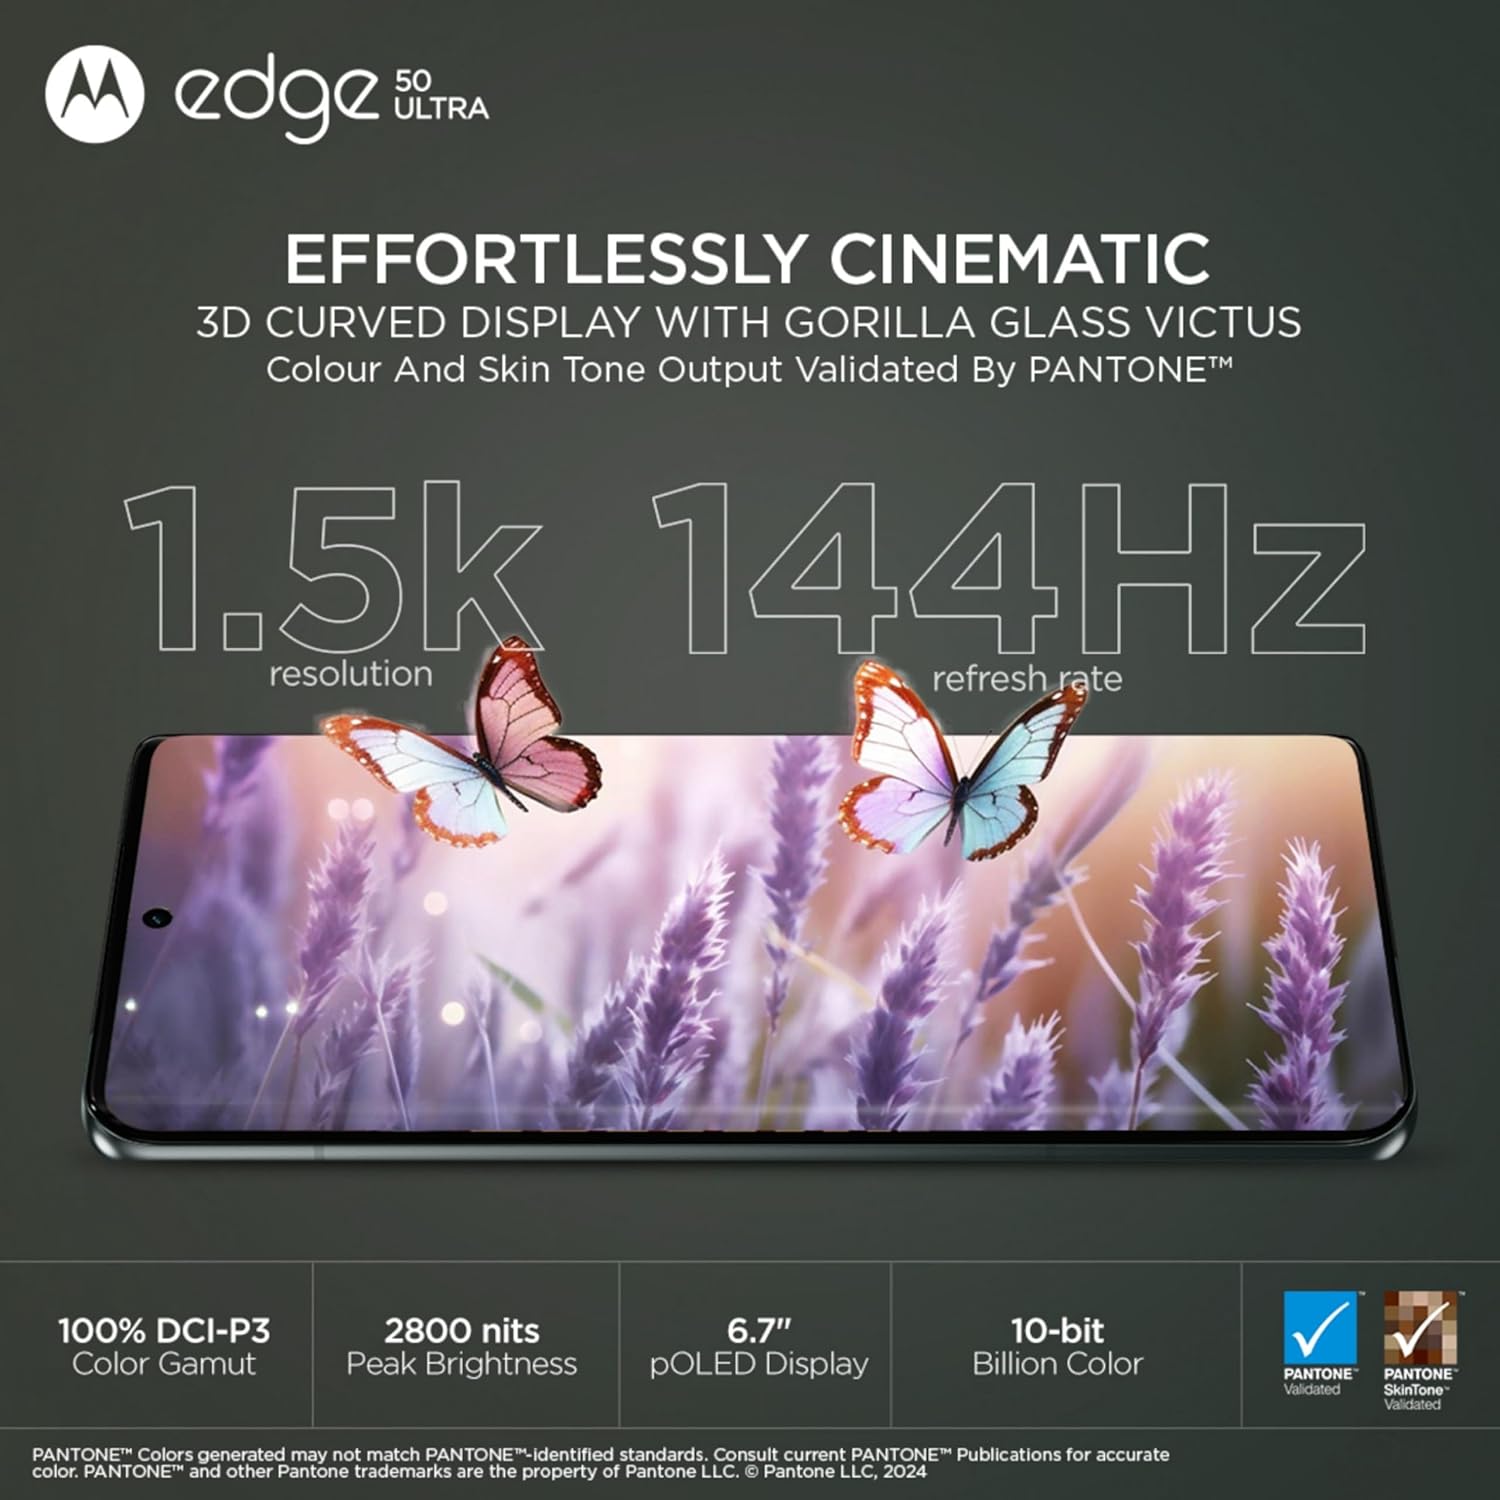 edge 50 ULTRA
EFFORTLESSLY CINEMATIC
3D CURVED DISPLAY WITH GORILLA GLASS VICTUS
Colour And Skin Tone Output Validated By PANTONE™
1.5k
resolution
144Hz
refresh rate
100% DCI-P3
Color Gamut
2800 nits
Peak Brightness
6.7"
pOLED Display
10-bit
Billion Color
PANTONE™
Validated
PANTONE™
SkinTone™
Validated
PANTONE™ Colors generated may not match PANTONE™-identified standards. Consult current PANTONE™ Publications for accurate
color. PANTONE™ and other Pantone trademarks are the property of Pantone LLC. © Pantone LLC, 2024